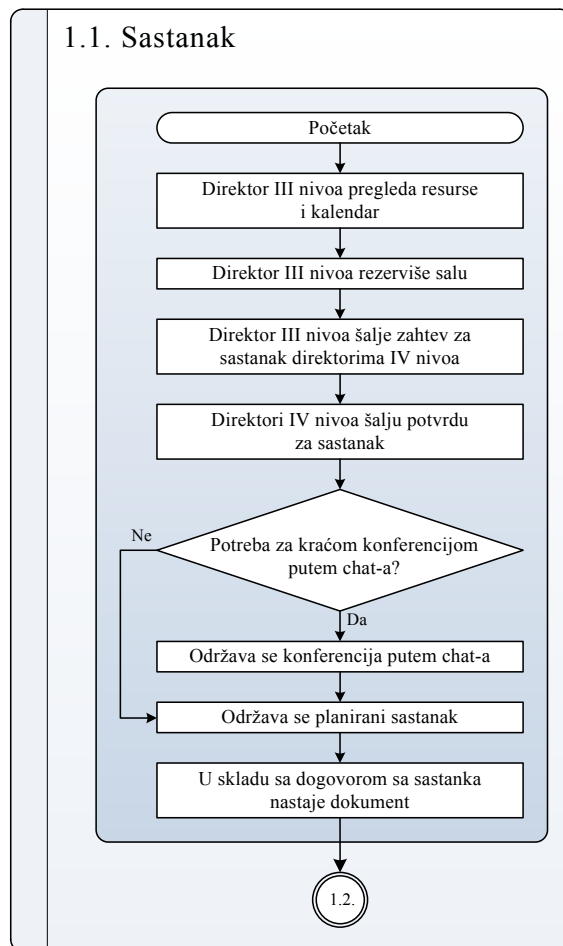 1.1. Sastanak
Početak
Direktor III nivoa pregleda resurse
i kalendar
Direktor III nivoa rezerviše salu
Direktor III nivoa šalje zahtev za
sastanak direktorima IV nivoa
Direktori IV nivoa šalju potvrdu
za sastanak
Ne
Potreba za kraćom konferencijom
putem chat-a?
Da
Održava se konferencija putem chat-a
Održava se planirani sastanak
U skladu sa dogovorom sa sastanka
nastaje dokument
1.2.